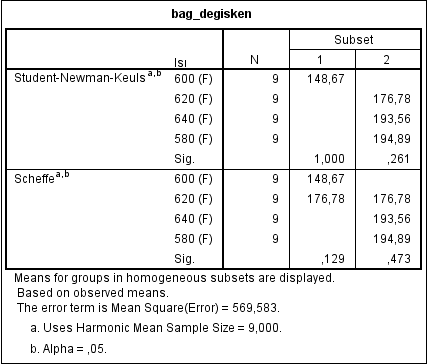 bag_degisken
Subset
Isı N 1 2
Student-Newman-Keuls a,b 600 (F) 9 148,67
620 (F) 9 176,78
640 (F) 9 193,56
580 (F) 9 194,89
Sig. 1,000 ,261
Scheffe a,b 600 (F) 9 148,67
620 (F) 9 176,78 176,78
640 (F) 9 193,56
580 (F) 9 194,89
Sig. ,129 ,473
Means for groups in homogeneous subsets are displayed.
Based on observed means.
The error term is Mean Square(Error) = 569,583.
a. Uses Harmonic Mean Sample Size = 9,000.
b. Alpha = ,05.